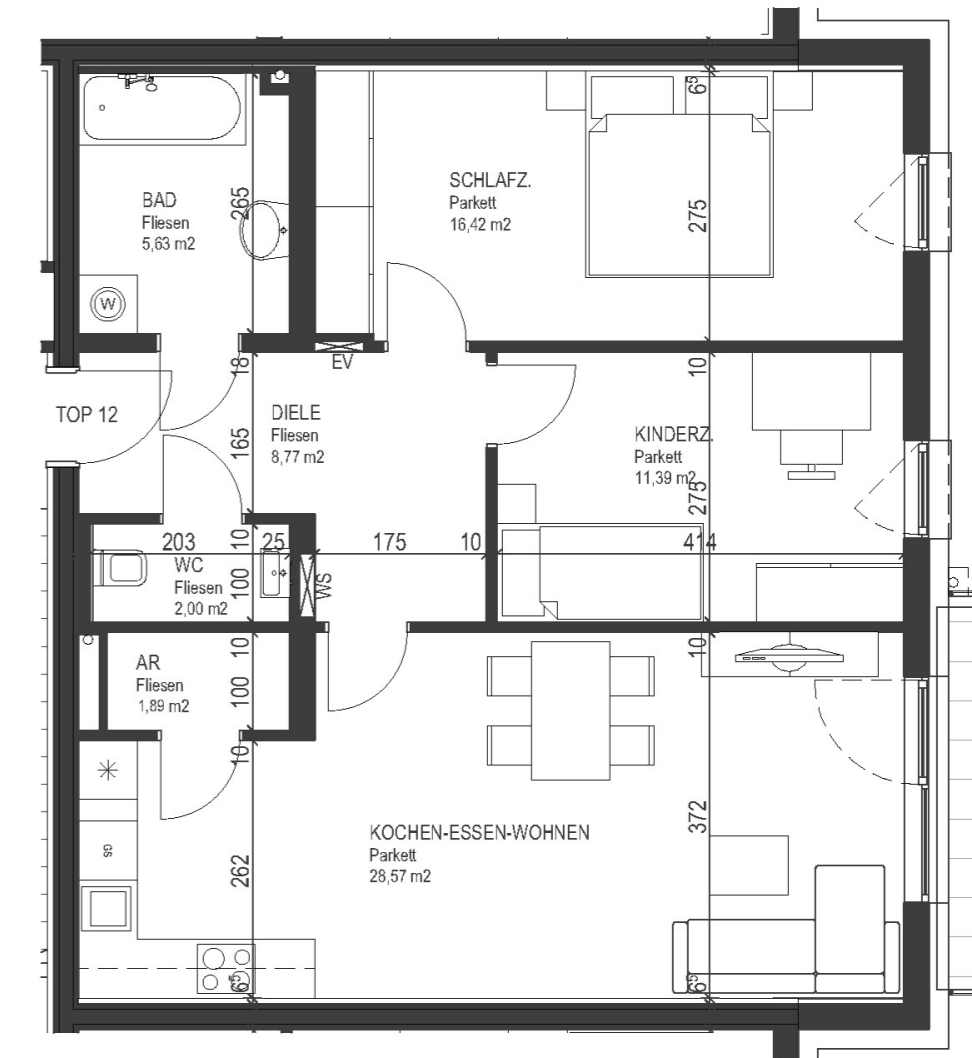 6⁵
BAD
Fliesen
5,63 m2
265
SCHLAFZ.
Parkett
16,42 m2
275
W
EV
18
10
TOP 12
DIELE
Fliesen
8,77 m2
165
KINDERZ.
Parkett
11,39 m2
275
203
10
25
175
10
414
WC
Fliesen
2,00 m2
100
WS
AR
Fliesen
1,89 m2
10
100
10
10
GS
KOCHEN-ESSEN-WOHNEN
Parkett
28,57 m2
262
372
6⁵
6⁵